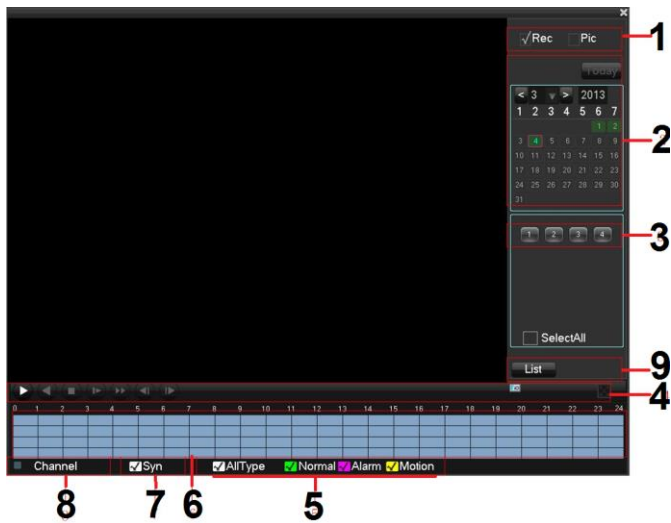 ✓Rec Pic 1
Today
< 3 > 2013
1 2 3 4 5 6 7
1 2
3 4 5 6 7 8 9 2
10 11 12 13 14 15 16
17 18 19 20 21 22 23
24 25 26 27 28 29 30
31
1 2 3 4 3
SelectAll
List 9
4
0 1 2 3 4 5 6 7 8 9 10 11 12 13 14 15 16 17 18 19 20 21 22 23 24
Channel Syn AllType Normal Alarm Motion
8 7 6 5